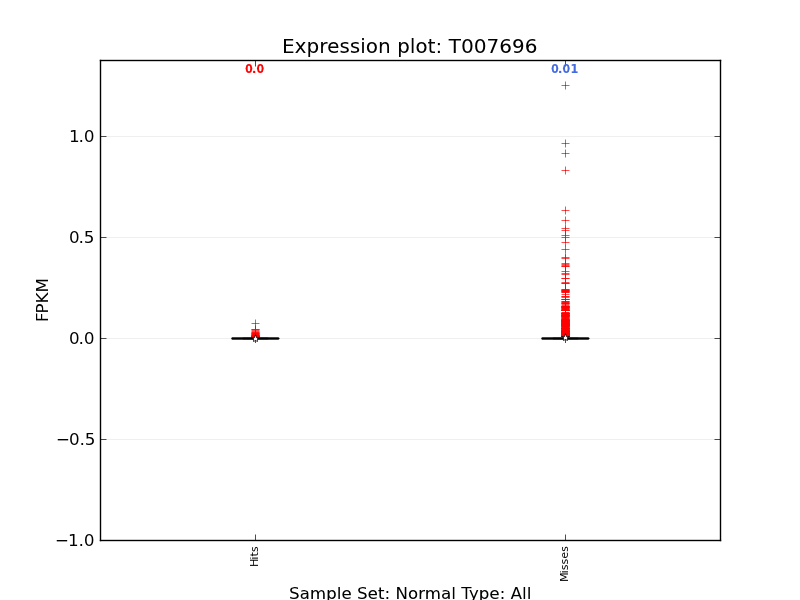 Expression plot: T007696
0.0
0.01
1.0
0.5
0.0
−0.5
−1.0
FPKM
Hits
Misses
Sample Set: Normal Type: All